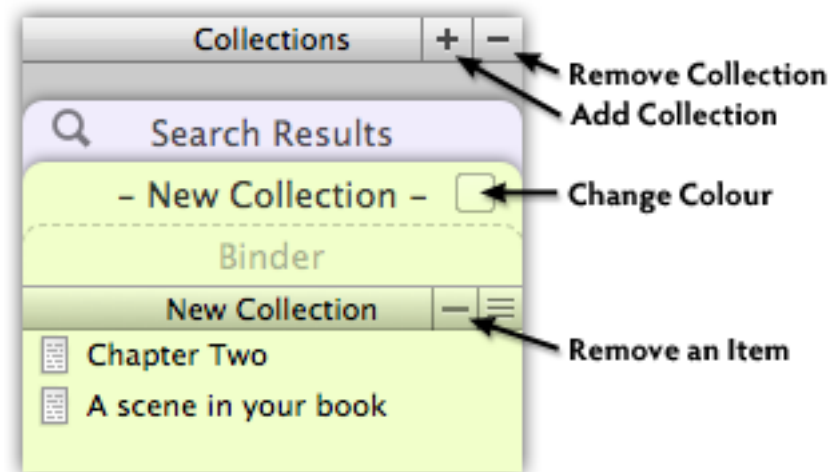 Collections + −
Remove Collection
Add Collection
Search Results
– New Collection –
Change Colour
Binder
New Collection −
Remove an Item
Chapter Two
A scene in your book